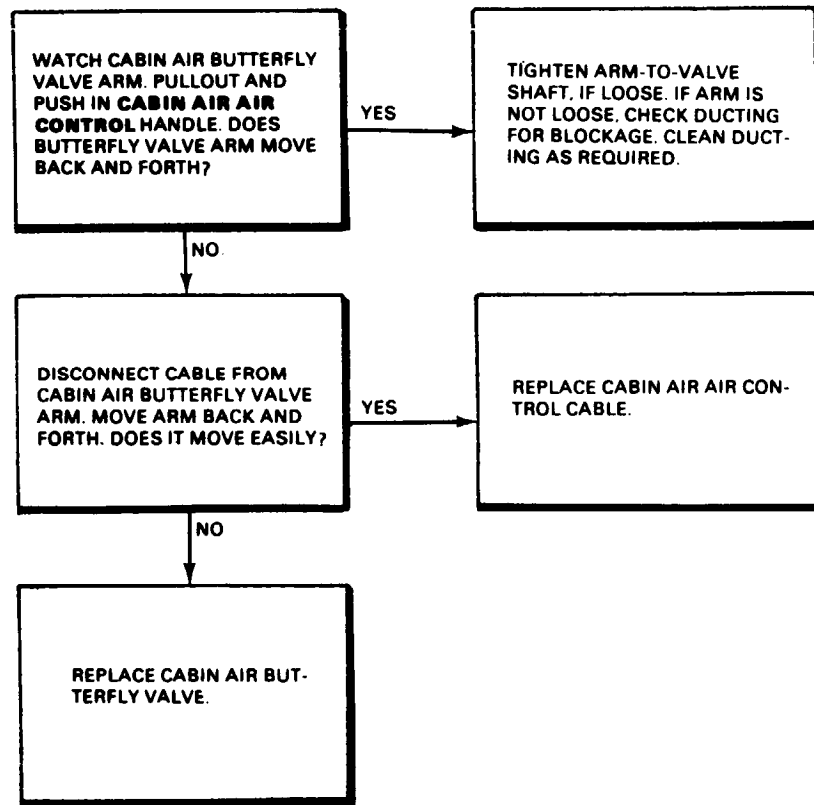 WATCH CABIN AIR BUTTERFLY
VALVE ARM. PULLOUT AND
PUSH IN CABIN AIR AIR
CONTROL HANDLE. DOES
BUTTERFLY VALVE ARM MOVE
BACK AND FORTH?
YES
TIGHTEN ARM-TO-VALVE
SHAFT, IF LOOSE. IF ARM IS
NOT LOOSE, CHECK DUCTING
FOR BLOCKAGE. CLEAN DUCT-
ING AS REQUIRED.
NO
DISCONNECT CABLE FROM
CABIN AIR BUTTERFLY VALVE
ARM. MOVE ARM BACK AND
FORTH. DOES IT MOVE EASILY?
YES
REPLACE CABIN AIR AIR CON-
TROL CABLE.
NO
REPLACE CABIN AIR BUT-
TERFLY VALVE.